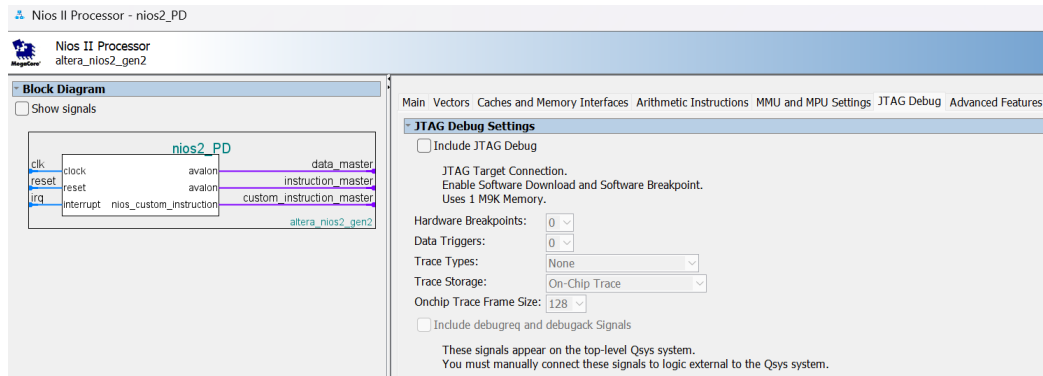 Nios II Processor - nios2_PD
Nios II Processor
MegaCore'
altera_nios2_gen2
Block Diagram
Show signals
nios2_PD
clk
clock
avalon
data_master
reset
reset
avalon
instruction_master
irq
interrupt
nios_custom_instruction
custom_instruction_master
altera_nios2_gen2
Main Vectors Caches and Memory Interfaces Arithmetic Instructions MMU and MPU Settings JTAG Debug Advanced Features
JTAG Debug Settings
Include JTAG Debug
JTAG Target Connection.
Enable Software Download and Software Breakpoint.
Uses 1 M9K Memory.
Hardware Breakpoints: 0
Data Triggers: 0
Trace Types: None
Trace Storage: On-Chip Trace
Onchip Trace Frame Size: 128
Include debugreq and debugack Signals
These signals appear on the top-level Qsys system.
You must manually connect these signals to logic external to the Qsys system.